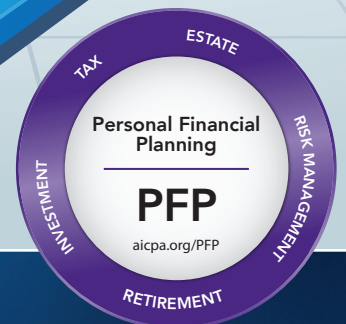 TAX
ESTATE
RISK MANAGEMENT
RETIREMENT
INVESTMENT
Personal Financial
Planning
PFP
aicpa.org/PFP